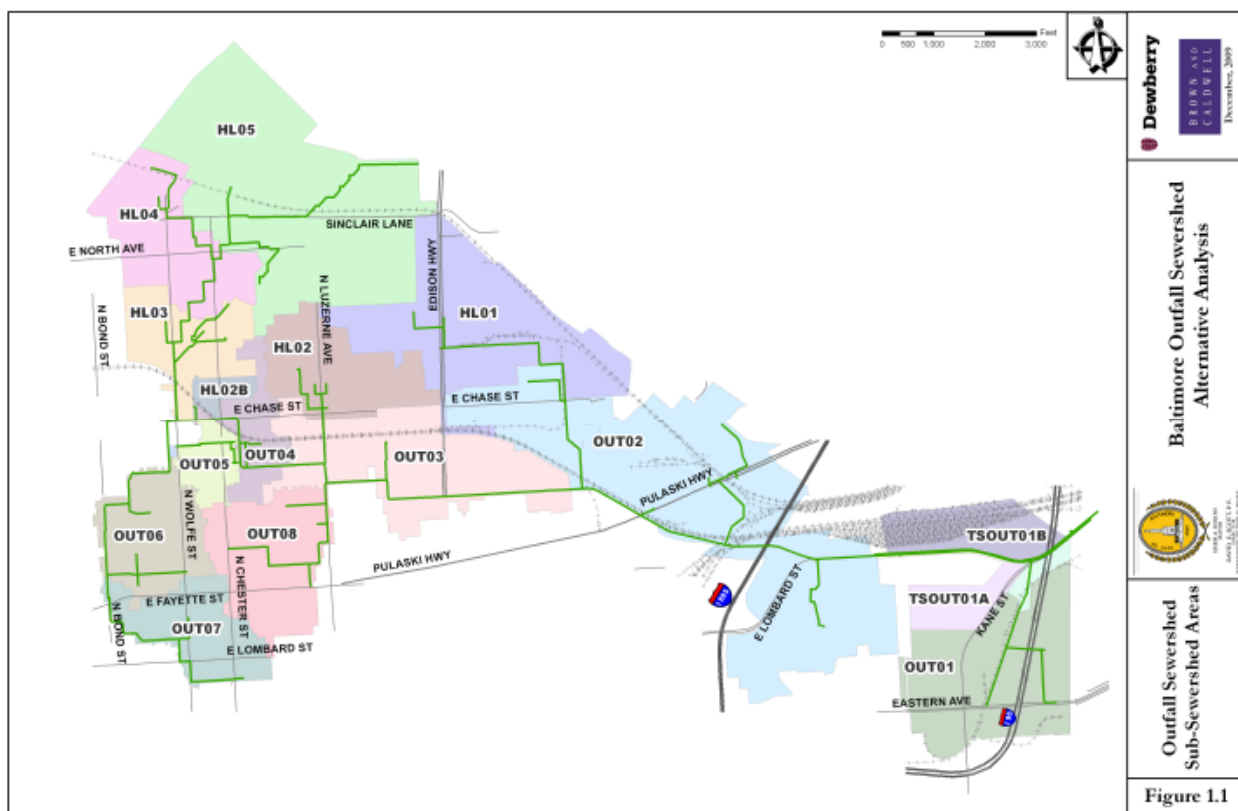 Feet
0 500 1,000 2,000 3,000
HL05
HL04
SINCLAIR LANE
E NORTH AVE
EDISON HWY
N LUZERNE AVE
N BOND ST
HL03
HL01
HL02
HL02B
E CHASE ST
E CHASE ST
OUT02
OUT05
OUT04
OUT03
PULASKI HWY
N WOLFE ST
OUT06
OUT08
TSOUT01B
PULASKI HWY
N CHESTER ST
E FAYETTE ST
TSOUT01A
KANE ST
E LOMBARD ST
N BOND ST
OUT07
E LOMBARD ST
OUT01
EASTERN AVE
Dewberry
BROWN AND
CALDWELL
December, 2009
Baltimore Outfall Sewershed
Alternative Analysis
Outfall Sewershed
Sub-Sewershed Areas
Figure 1.1